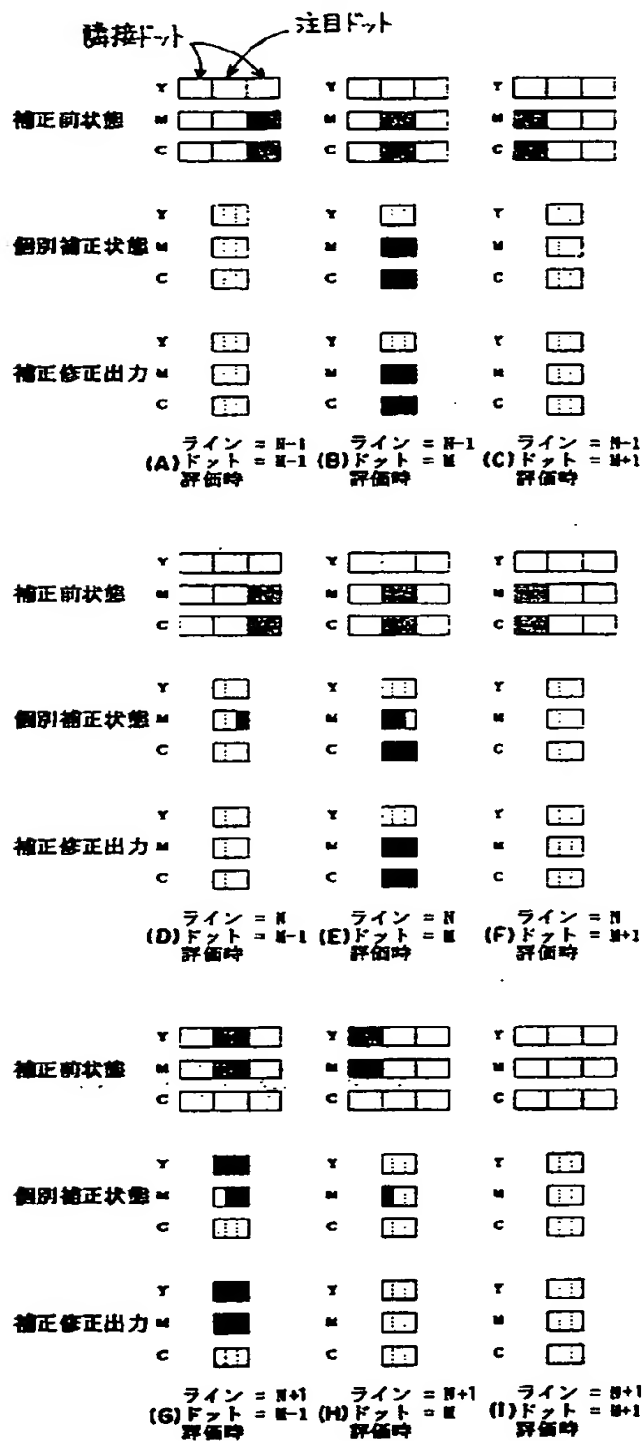 隣接ドット 注目ドット
Y Y Y
補正前状態 M M M
C C C
Y Y Y
個別補正状態 M M M
C C C
Y Y Y
補正修正出力 M M M
C C C
ライン = N-1 ライン = N-1 ライン = N-1
(A)ドット = M-1 (B)ドット = M (C)ドット = M+1
評価時 評価時 評価時
Y Y Y
補正前状態 M M M
C C C
Y Y Y
個別補正状態 M M M
C C C
Y Y Y
補正修正出力 M M M
C C C
ライン = N ライン = N ライン = N
(D)ドット = M-1 (E)ドット = M (F)ドット = M+1
評価時 評価時 評価時
Y Y Y
補正前状態 M M M
C C C
Y Y Y
個別補正状態 M M M
C C C
Y Y Y
補正修正出力 M M M
C C C
ライン = N+1 ライン = N+1 ライン = N+1
(G)ドット = M-1 (H)ドット = M (I)ドット = M+1
評価時 評価時 評価時